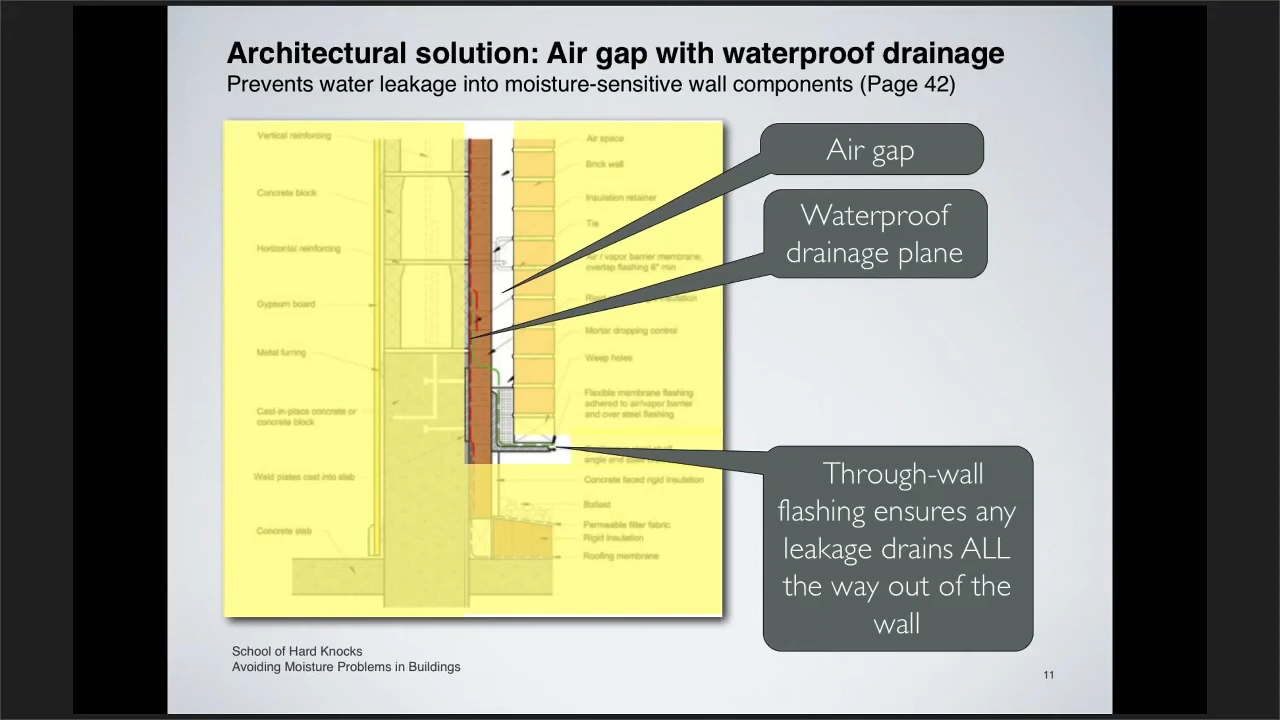 Architectural solution: Air gap with waterproof drainage
Prevents water leakage into moisture-sensitive wall components (Page 42)
Vertical reinforcing
Concrete block
Horizontal reinforcing
Gypsum board
Metal furring
Cast-in-place concrete or
concrete block
Weld plates cast into slab
Concrete slab
Air space
Brick wall
Insulation retainer
Tie
Air / vapor barrier membrane,
overlap flashing 6" min
insulation
Mortar dropping control
Weep holes
Flexible membrane flashing
adhered to air/vapor barrier
and over steel flashing
Concrete faced rigid insulation
Ballast
Permeable filter fabric
Rigid insulation
Roofing membrane
Air gap
Waterproof
drainage plane
Through-wall
flashing ensures any
leakage drains ALL
the way out of the
wall
School of Hard Knocks
Avoiding Moisture Problems in Buildings
11